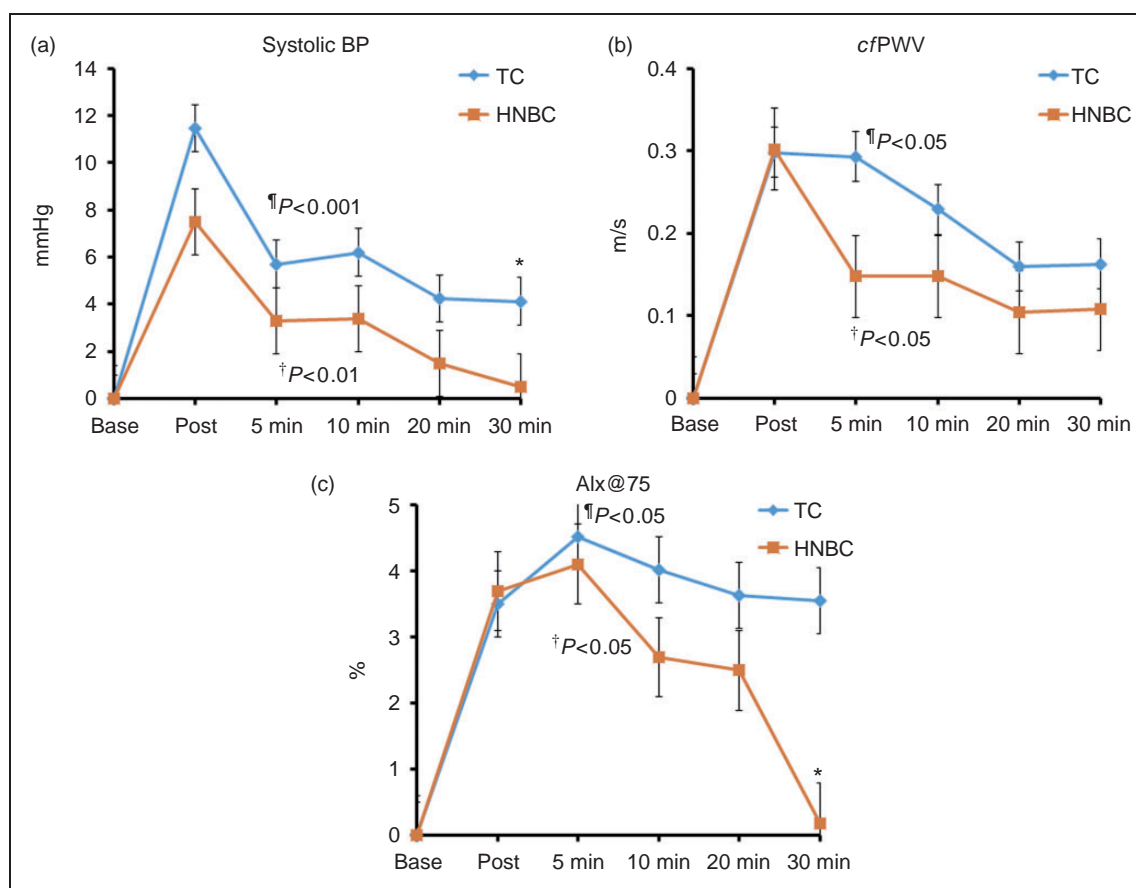 (a) Systolic BP
14
12
10
8
6
4
2
0
mmHg
TC
HNBC
¶P<0.001
†P<0.01
*
Base Post 5 min 10 min 20 min 30 min
(b) cfPWV
0.4
0.3
0.2
0.1
0
m/s
TC
HNBC
¶P<0.05
†P<0.05
Base Post 5 min 10 min 20 min 30 min
(c) AIx@75
5
4
3
2
1
0
%
TC
HNBC
¶P<0.05
†P<0.05
*
Base Post 5 min 10 min 20 min 30 min